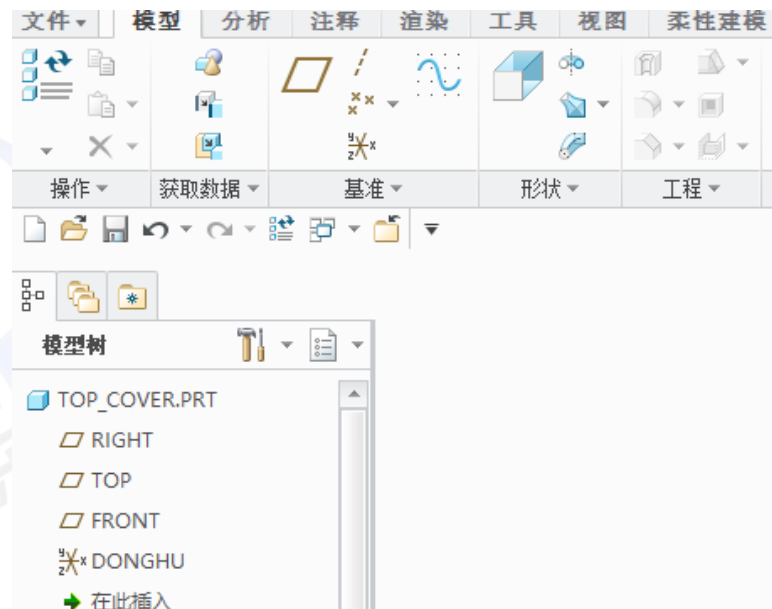 文件 模型 分析 注释 渲染 工具 视图 柔性建模
操作 获取数据 基准 形状 工程
模型树
TOP_COVER.PRT
RIGHT
TOP
FRONT
DONGHU
在此插入